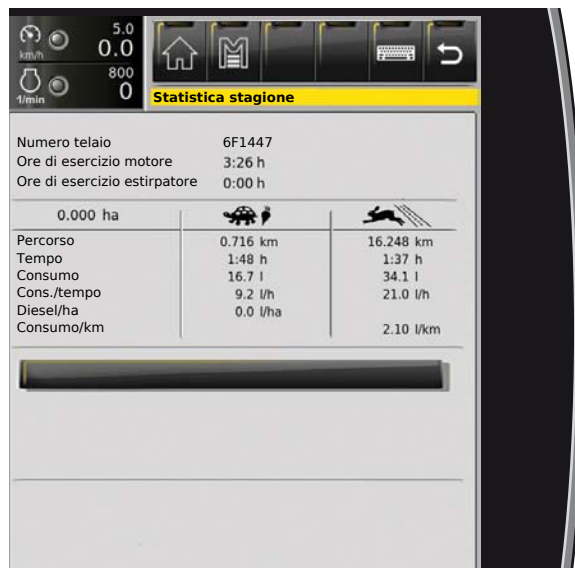 km/h 5.0
0.0
1/min 800
0
Statistica stagione
Numero telaio 6F1447
Ore di esercizio motore 3:26 h
Ore di esercizio estirpatore 0:00 h
0.000 ha
Percorso 0.716 km 16.248 km
Tempo 1:48 h 1:37 h
Consumo 16.7 l 34.1 l
Cons./tempo 9.2 l/h 21.0 l/h
Diesel/ha 0.0 l/ha
Consumo/km 2.10 l/km